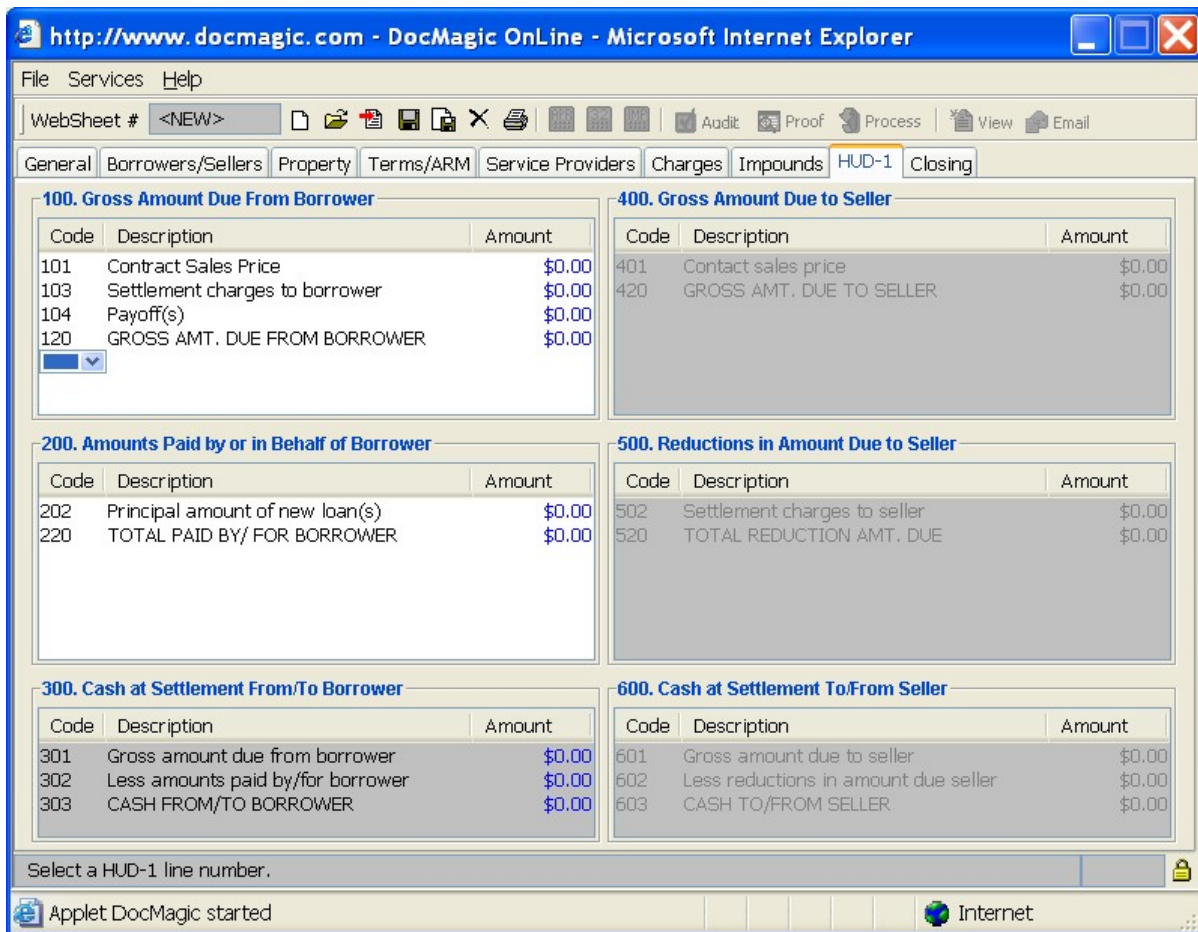 http://www.docmagic.com - DocMagic OnLine - Microsoft Internet Explorer
File Services Help
WebSheet # <NEW> Audit Proof Process View Email
General Borrowers/Sellers Property Terms/ARM Service Providers Charges Impounds HUD-1 Closing
100. Gross Amount Due From Borrower
Code Description Amount
101 Contract Sales Price $0.00
103 Settlement charges to borrower $0.00
104 Payoff(s) $0.00
120 GROSS AMT. DUE FROM BORROWER $0.00
400. Gross Amount Due to Seller
Code Description Amount
401 Contact sales price $0.00
420 GROSS AMT. DUE TO SELLER $0.00
200. Amounts Paid by or in Behalf of Borrower
Code Description Amount
202 Principal amount of new loan(s) $0.00
220 TOTAL PAID BY/ FOR BORROWER $0.00
500. Reductions in Amount Due to Seller
Code Description Amount
502 Settlement charges to seller $0.00
520 TOTAL REDUCTION AMT. DUE $0.00
300. Cash at Settlement From/To Borrower
Code Description Amount
301 Gross amount due from borrower $0.00
302 Less amounts paid by/for borrower $0.00
303 CASH FROM/TO BORROWER $0.00
600. Cash at Settlement To/From Seller
Code Description Amount
601 Gross amount due to seller $0.00
602 Less reductions in amount due seller $0.00
603 CASH TO/FROM SELLER $0.00
Select a HUD-1 line number.
Applet DocMagic started Internet